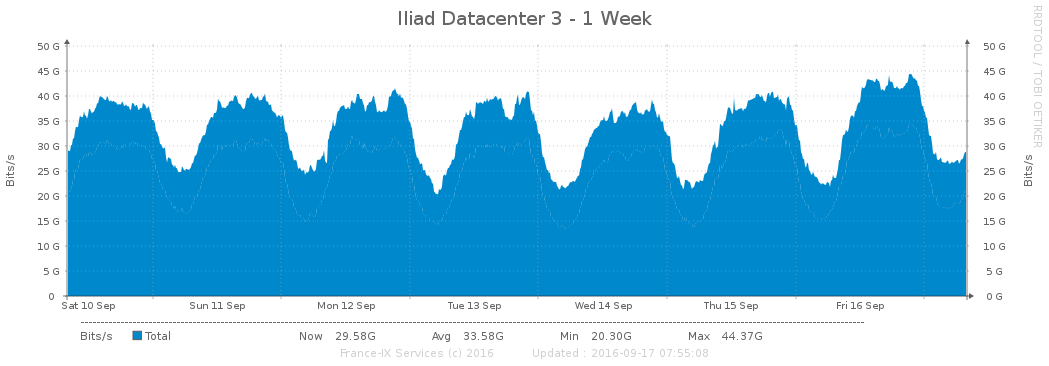 Iliad Datacenter 3 - 1 Week
RRDTOOL / TOBI OETIKER
50 G 50 G
45 G 45 G
40 G 40 G
35 G 35 G
30 G 30 G
25 G 25 G
20 G 20 G
15 G 15 G
10 G 10 G
5 G 5 G
0 0 G
Bits/s Bits/s
Sat 10 Sep Sun 11 Sep Mon 12 Sep Tue 13 Sep Wed 14 Sep Thu 15 Sep Fri 16 Sep
Bits/s Total Now 29.58G Avg 33.58G Min 20.30G Max 44.37G
France-IX Services (c) 2016 Updated : 2016-09-17 07:55:08